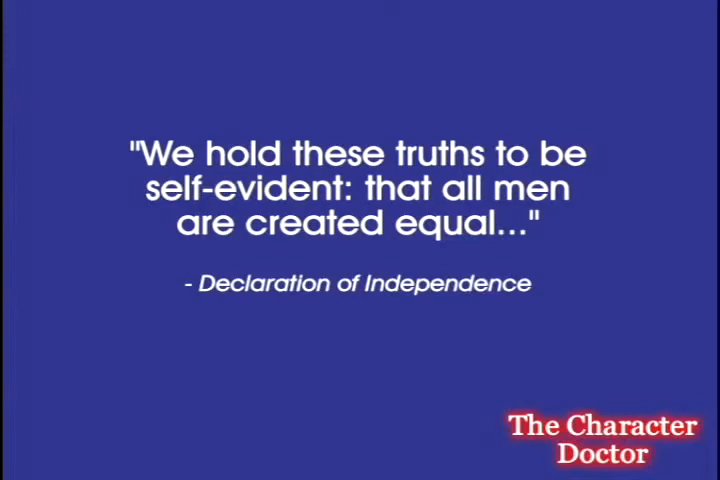 "We hold these truths to be
self-evident: that all men
are created equal..."
- Declaration of Independence
The Character
Doctor